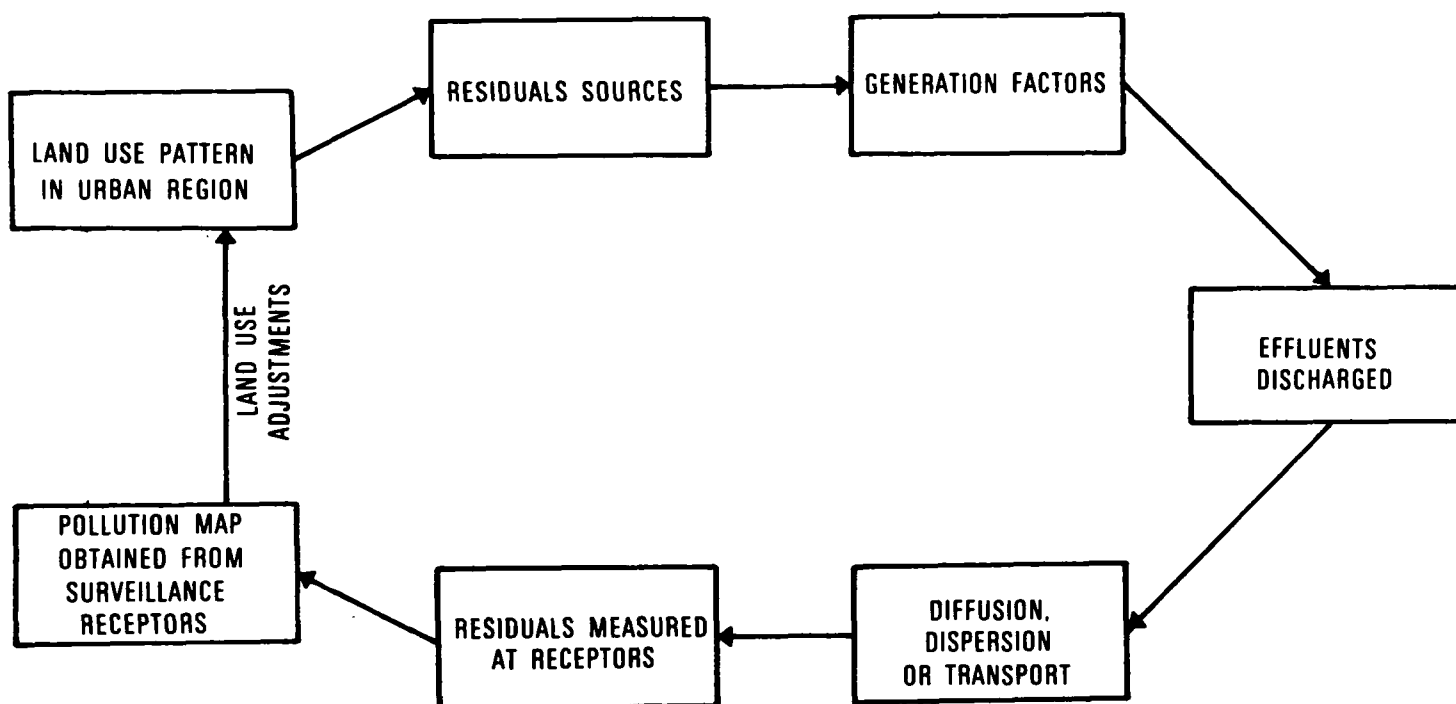 LAND USE PATTERN
IN URBAN REGION
RESIDUALS SOURCES
GENERATION FACTORS
EFFLUENTS
DISCHARGED
DIFFUSION,
DISPERSION
OR TRANSPORT
RESIDUALS MEASURED
AT RECEPTORS
POLLUTION MAP
OBTAINED FROM
SURVEILLANCE
RECEPTORS
LAND USE
ADJUSTMENTS